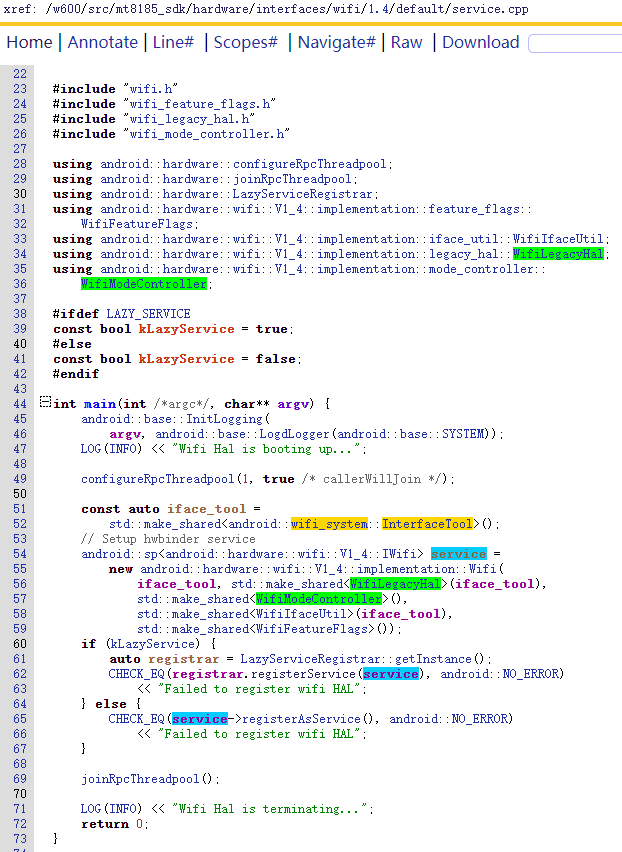 xref: /w600/src/mt8185_sdk/hardware/interfaces/wifi/1.4/default/service.cpp
Home | Annotate | Line# | Scopes# | Navigate# | Raw | Download
22
23 #include "wifi.h"
24 #include "wifi_feature_flags.h"
25 #include "wifi_legacy_hal.h"
26 #include "wifi_mode_controller.h"
27
28 using android::hardware::configureRpcThreadpool;
29 using android::hardware::joinRpcThreadpool;
30 using android::hardware::LazyServiceRegistrar;
31 using android::hardware::wifi::V1_4::implementation::feature_flags::
32     WifiFeatureFlags;
33 using android::hardware::wifi::V1_4::implementation::iface_util::WifiIfaceUtil;
34 using android::hardware::wifi::V1_4::implementation::legacy_hal::WifiLegacyHal;
35 using android::hardware::wifi::V1_4::implementation::mode_controller::
36     WifiModeController;
37
38 #ifdef LAZY_SERVICE
39 const bool kLazyService = true;
40 #else
41 const bool kLazyService = false;
42 #endif
43
44 int main(int /*argc*/, char** argv) {
45     android::base::InitLogging(
46         argv, android::base::LogdLogger(android::base::SYSTEM));
47     LOG(INFO) << "Wifi Hal is booting up...";
48
49     configureRpcThreadpool(1, true /* callerWillJoin */);
50
51     const auto iface_tool =
52         std::make_shared<android::wifi_system::InterfaceTool>();
53     // Setup hwbinder service
54     android::sp<android::hardware::wifi::V1_4::IWifi> service =
55         new android::hardware::wifi::V1_4::implementation::Wifi(
56             iface_tool, std::make_shared<WifiLegacyHal>(iface_tool),
57             std::make_shared<WifiModeController>(),
58             std::make_shared<WifiIfaceUtil>(iface_tool),
59             std::make_shared<WifiFeatureFlags>());
60     if (kLazyService) {
61         auto registrar = LazyServiceRegistrar::getInstance();
62         CHECK_EQ(registrar.registerService(service), android::NO_ERROR)
63             << "Failed to register wifi HAL";
64     } else {
65         CHECK_EQ(service->registerAsService(), android::NO_ERROR)
66             << "Failed to register wifi HAL";
67     }
68
69     joinRpcThreadpool();
70
71     LOG(INFO) << "Wifi Hal is terminating...";
72     return 0;
73 }